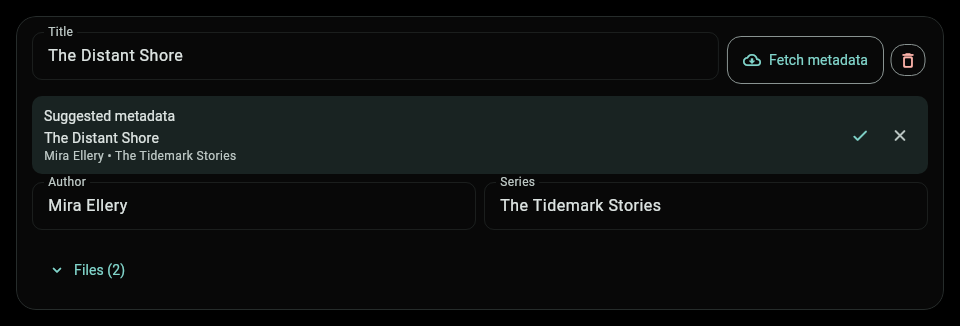 Title
The Distant Shore
Fetch metadata
Suggested metadata
The Distant Shore
Mira Ellery • The Tidemark Stories
Author
Mira Ellery
Series
The Tidemark Stories
Files (2)